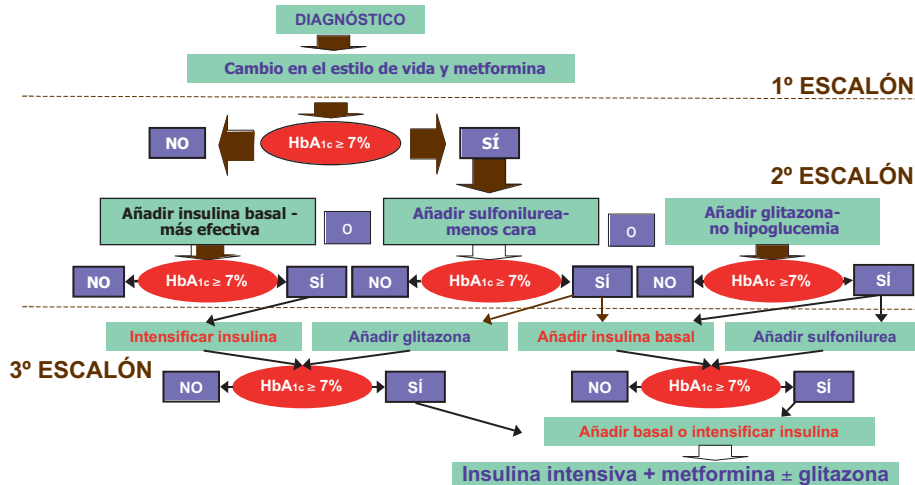 DIAGNÓSTICO
Cambio en el estilo de vida y metformina
1º ESCALÓN
NO
HbA1c ≥ 7%
SÍ
2º ESCALÓN
Añadir insulina basal -
más efectiva
o
Añadir sulfonilurea-
menos cara
o
Añadir glitazona-
no hipoglucemia
NO
HbA1c ≥ 7%
SÍ
NO
HbA1c ≥ 7%
SÍ
NO
HbA1c ≥7%
SÍ
Intensificar insulina
Añadir glitazona
Añadir insulina basal
Añadir sulfonilurea
3º ESCALÓN
NO
HbA1c ≥ 7%
SÍ
NO
HbA1c ≥ 7%
SÍ
Añadir basal o intensificar insulina
Insulina intensiva + metformina ± glitazona